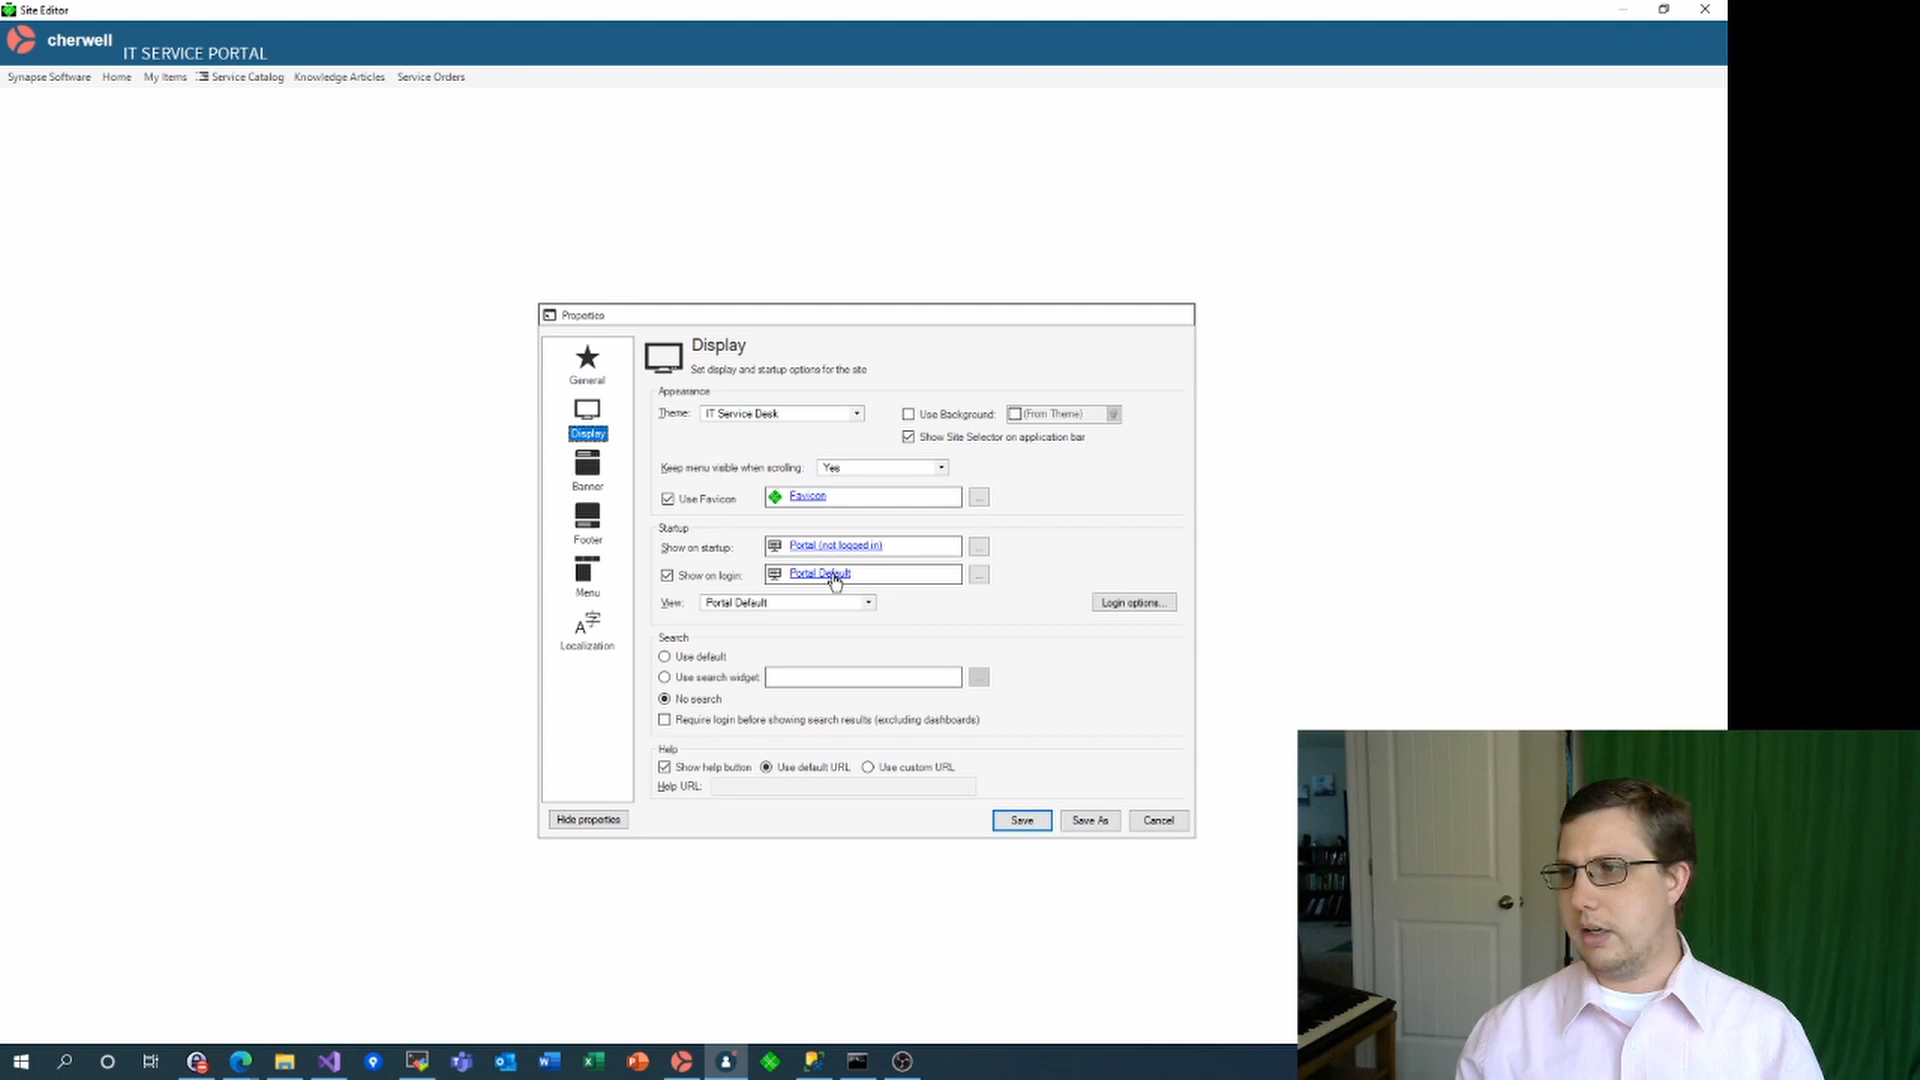 Site Editor
cherwell
IT SERVICE PORTAL
Synapse Software Home My Items Service Catalog Knowledge Articles Service Orders
Properties
General
Display
Banner
Footer
Menu
A字
Localization
Display
Set display and startup options for the site
Appearance
Theme: IT Service Desk
Use Background: (From Theme)
Show Site Selector on application bar
Keep menu visible when scrolling: Yes
Use Favicon Favicon ...
Startup
Show on startup: Portal (not logged in) ...
Show on login: Portal Default ...
View: Portal Default Login options...
Search
Use default
Use search widget: ...
No search
Require login before showing search results (excluding dashboards)
Help
Show help button Use default URL Use custom URL
Help URL:
Hide properties Save Save As Cancel